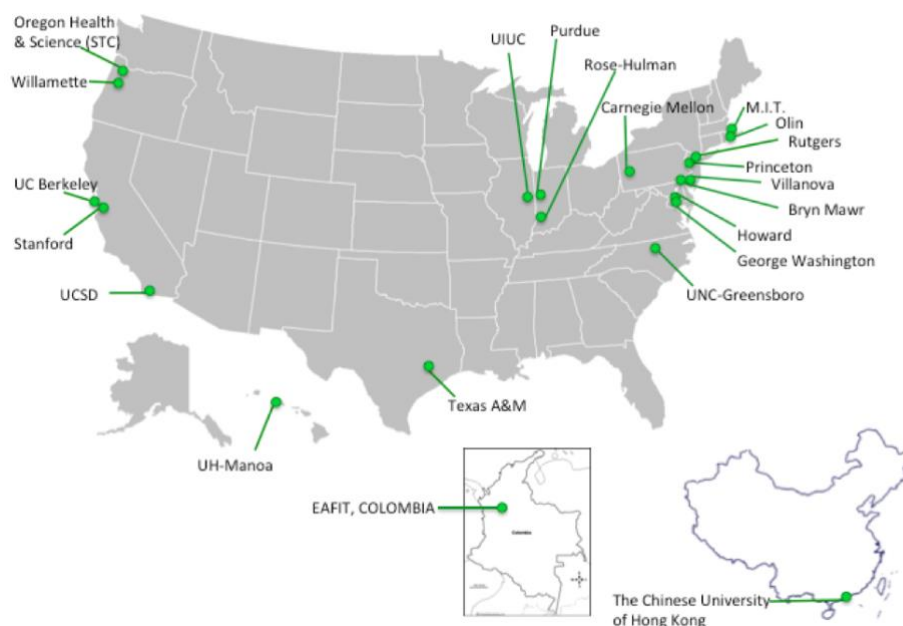 Oregon Health
& Science (STC)
Willamette
UC Berkeley
Stanford
UCSD
UIUC
Purdue
Rose-Hulman
Carnegie Mellon
M.I.T.
Olin
Rutgers
Princeton
Villanova
Bryn Mawr
Howard
George Washington
UNC-Greensboro
Texas A&M
UH-Manoa
EAFIT, COLOMBIA
Colombia
The Chinese University
of Hong Kong